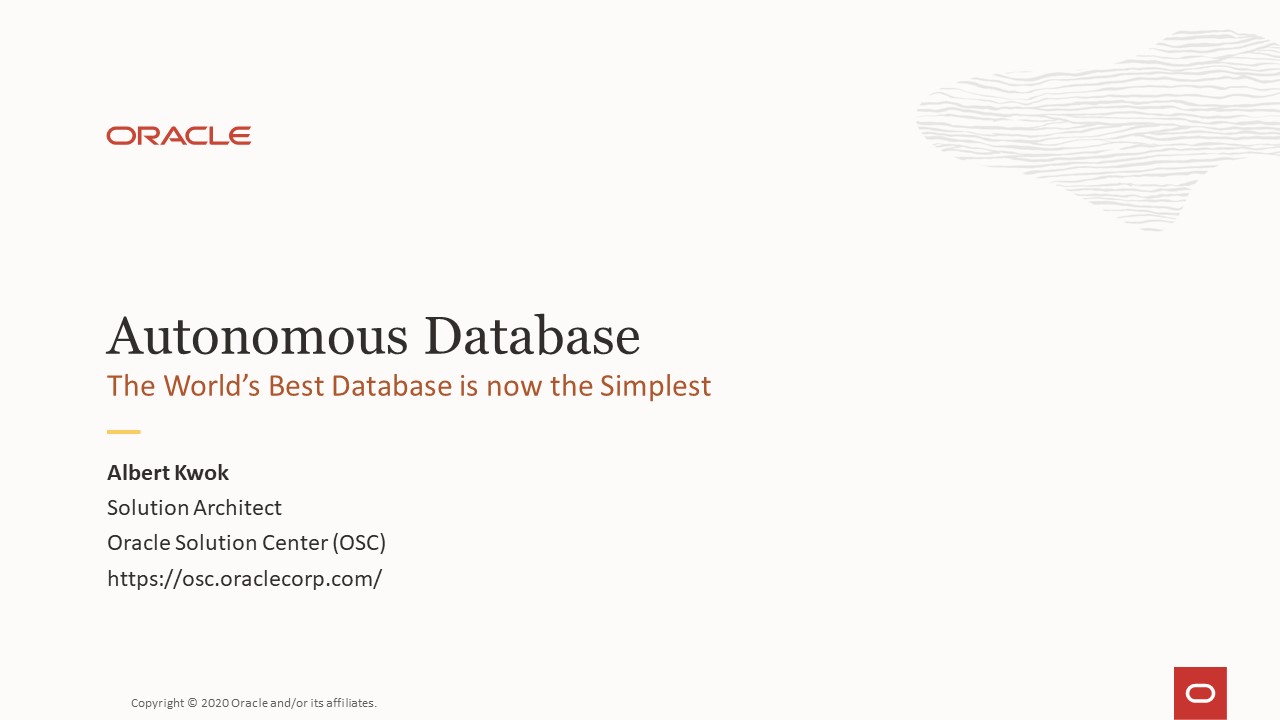 ORACLE
Autonomous Database
The World’s Best Database is now the Simplest
Albert Kwok
Solution Architect
Oracle Solution Center (OSC)
https://osc.oraclecorp.com/
Copyright © 2020 Oracle and/or its affiliates.